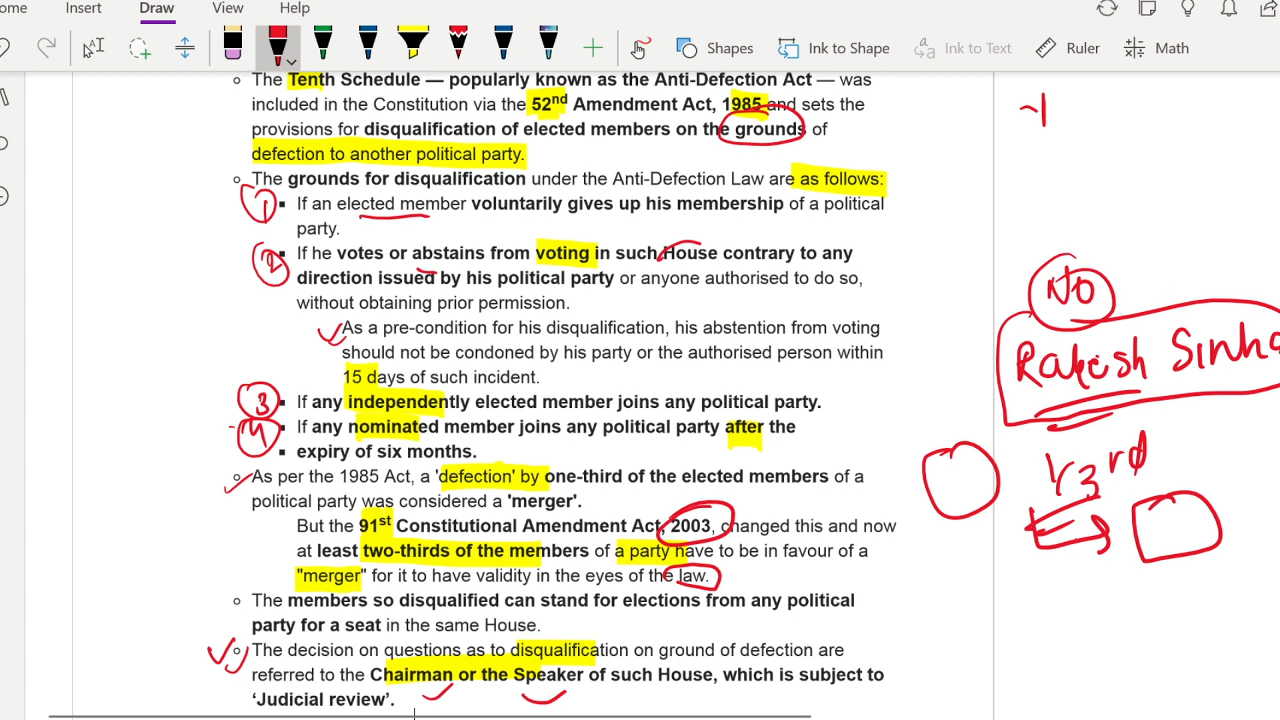 ome Insert Draw View Help
Shapes Ink to Shape Ink to Text Ruler Math
The Tenth Schedule — popularly known as the Anti-Defection Act — was
included in the Constitution via the 52nd Amendment Act, 1985 and sets the
provisions for disqualification of elected members on the grounds of
defection to another political party.
The grounds for disqualification under the Anti-Defection Law are as follows:
1
If an elected member voluntarily gives up his membership of a political
party.
2
If he votes or abstains from voting in such House contrary to any
direction issued by his political party or anyone authorised to do so,
without obtaining prior permission.
As a pre-condition for his disqualification, his abstention from voting
should not be condoned by his party or the authorised person within
15 days of such incident.
3
If any independently elected member joins any political party.
4
If any nominated member joins any political party after the
expiry of six months.
As per the 1985 Act, a 'defection' by one-third of the elected members of a
political party was considered a 'merger'.
But the 91st Constitutional Amendment Act, 2003, changed this and now
at least two-thirds of the members of a party have to be in favour of a
"merger" for it to have validity in the eyes of the law.
The members so disqualified can stand for elections from any political
party for a seat in the same House.
The decision on questions as to disqualification on ground of defection are
referred to the Chairman or the Speaker of such House, which is subject to
‘Judicial review’.
NO
Rakesh Sinha
1/3 rd